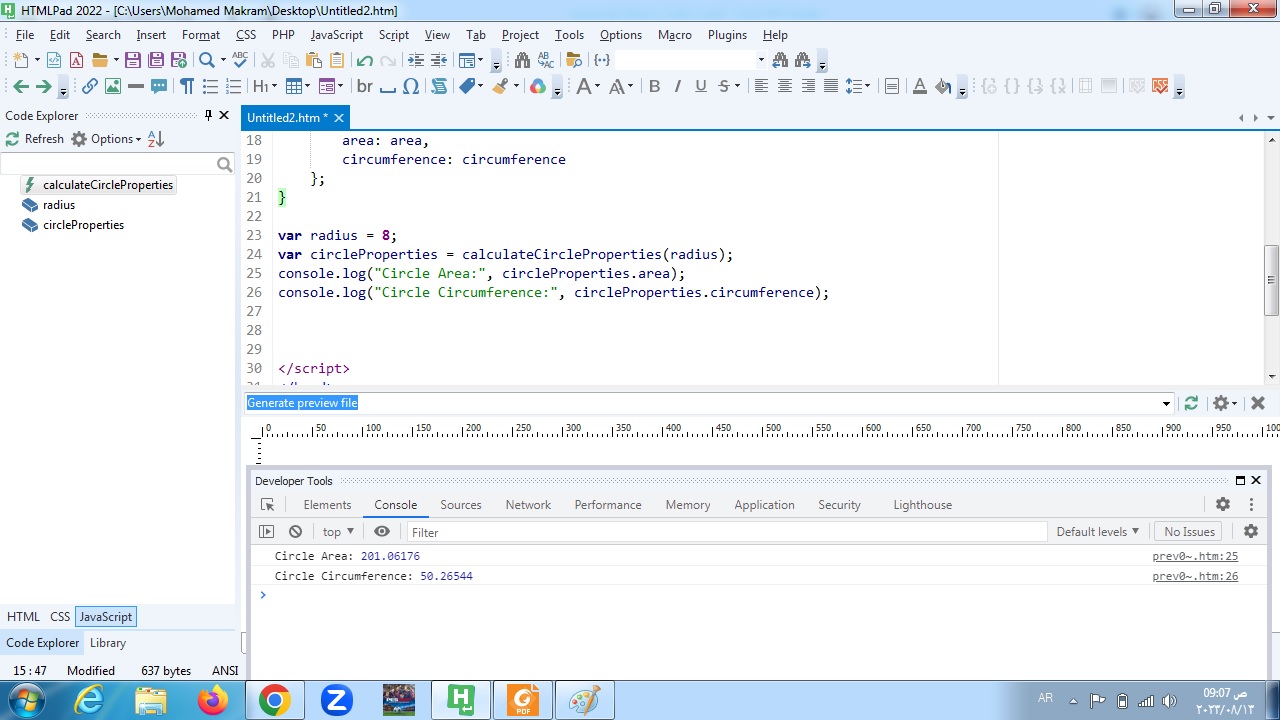 HTMLPad 2022 - [C:\Users\Mohamed Makram\Desktop\Untitled2.htm]
File Edit Search Insert Format CSS PHP JavaScript Script View Tab Project Tools Options Macro Plugins Help
ABC
AB AC
H1 br Ω A A B I U S A CSS
Code Explorer
Untitled2.htm *
Refresh Options A Z
calculateCircleProperties
radius
circleProperties
18 area: area,
19 circumference: circumference
20 };
21 }
22
23 var radius = 8;
24 var circleProperties = calculateCircleProperties(radius);
25 console.log("Circle Area:", circleProperties.area);
26 console.log("Circle Circumference:", circleProperties.circumference);
27
28
29
30 </script>
Generate preview file
0 50 100 150 200 250 300 350 400 450 500 550 600 650 700 750 800 850 900 950 100
Developer Tools
Elements Console Sources Network Performance Memory Application Security Lighthouse
top Filter Default levels No Issues
Circle Area: 201.06176 prev0~.htm:25
Circle Circumference: 50.26544 prev0~.htm:26
>
HTML CSS JavaScript
Code Explorer Library
15 : 47 Modified 637 bytes ANSI
PDF
AR
09:07 ص
٢٠٢٣/٠٨/١٣